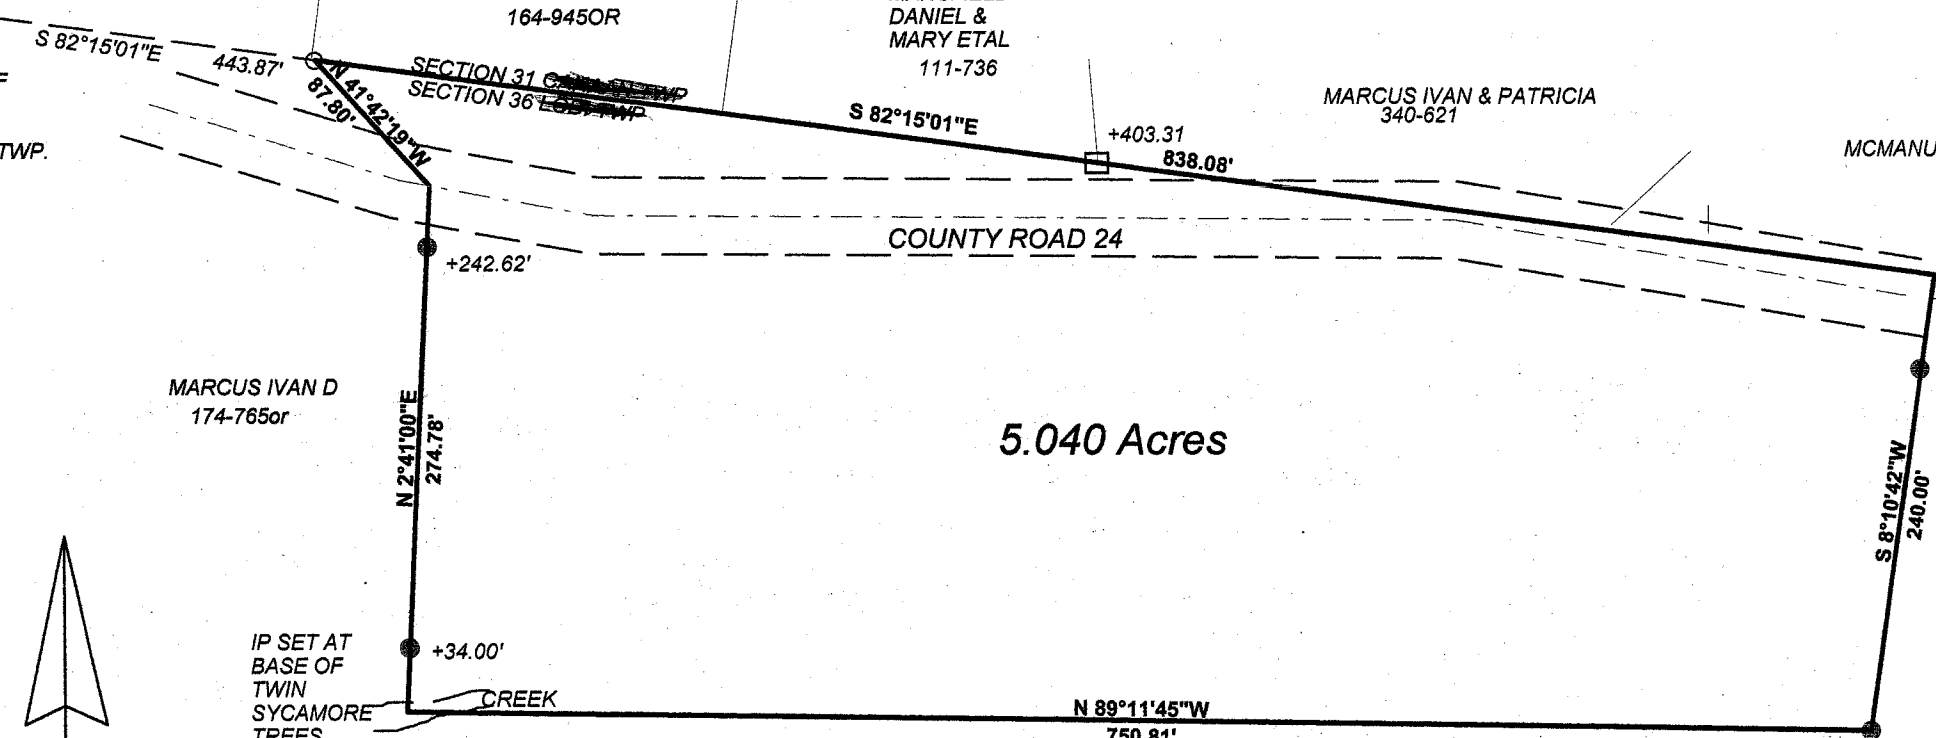 164-945OR
DANIEL &
MARY ETAL
111-736
S 82°15'01"E
443.87'
N 41°42'19"W
87.80'
SECTION 31
SECTION 36
S 82°15'01"E
+403.31
838.08'
MARCUS IVAN & PATRICIA
340-621
MCMANU
TWP.
COUNTY ROAD 24
+242.62'
MARCUS IVAN D
174-765or
N 2°41'00"E
274.78'
5.040 Acres
S 8°10'42"W
240.00'
IP SET AT
BASE OF
TWIN
SYCAMORE
TREES
+34.00'
CREEK
N 89°11'45"W
750.81'